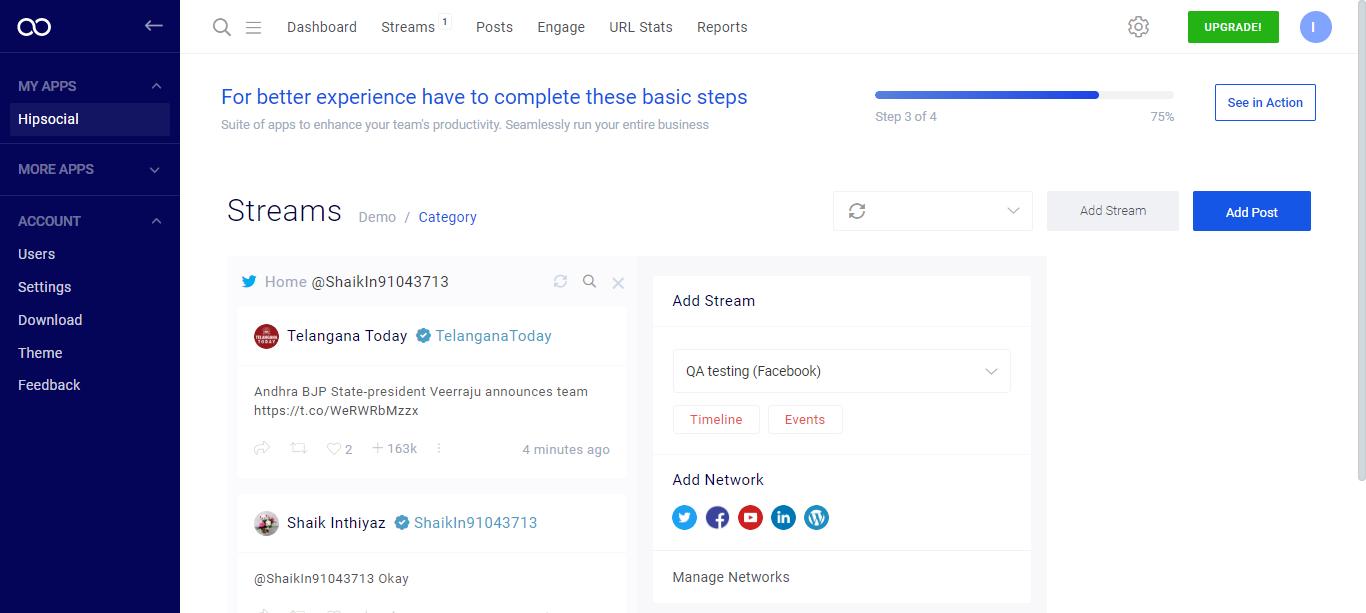 Dashboard
Streams 1
Posts
Engage
URL Stats
Reports
UPGRADE!
I
MY APPS
Hipsocial
MORE APPS
ACCOUNT
Users
Settings
Download
Theme
Feedback
For better experience have to complete these basic steps
Suite of apps to enhance your team's productivity. Seamlessly run your entire business
Step 3 of 4
75%
See in Action
Streams
Demo / Category
Add Stream
Add Post
Home @ShaikIn91043713
TELANGANA
TODAY
Telangana Today
TelanganaToday
Andhra BJP State-president Veerraju announces team
https://t.co/WeRWRbMzzx
2
163k
4 minutes ago
Shaik Inthiyaz
ShaikIn91043713
@ShaikIn91043713 Okay
Add Stream
QA testing (Facebook)
Timeline
Events
Add Network
Manage Networks